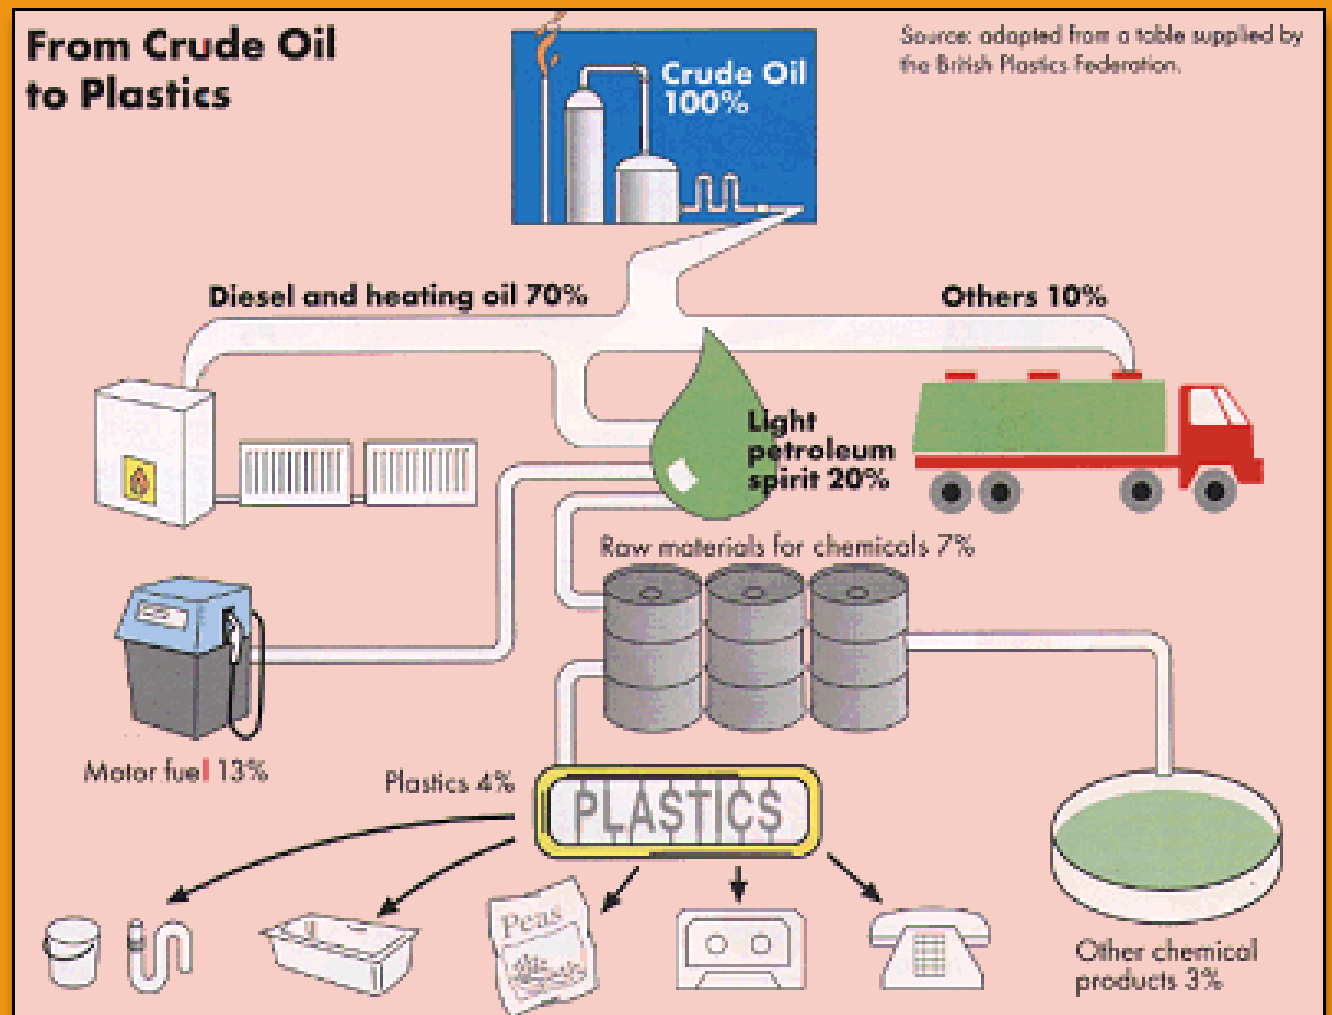 From Crude Oil
to Plastics
Crude Oil
100%
Source: adapted from a table supplied by
the British Plastics Federation.
Diesel and heating oil 70%
Others 10%
Light
petroleum
spirit 20%
Raw materials for chemicals 7%
Motor fuel 13%
Plastics 4%
PLASTICS
Peas
Other chemical
products 3%